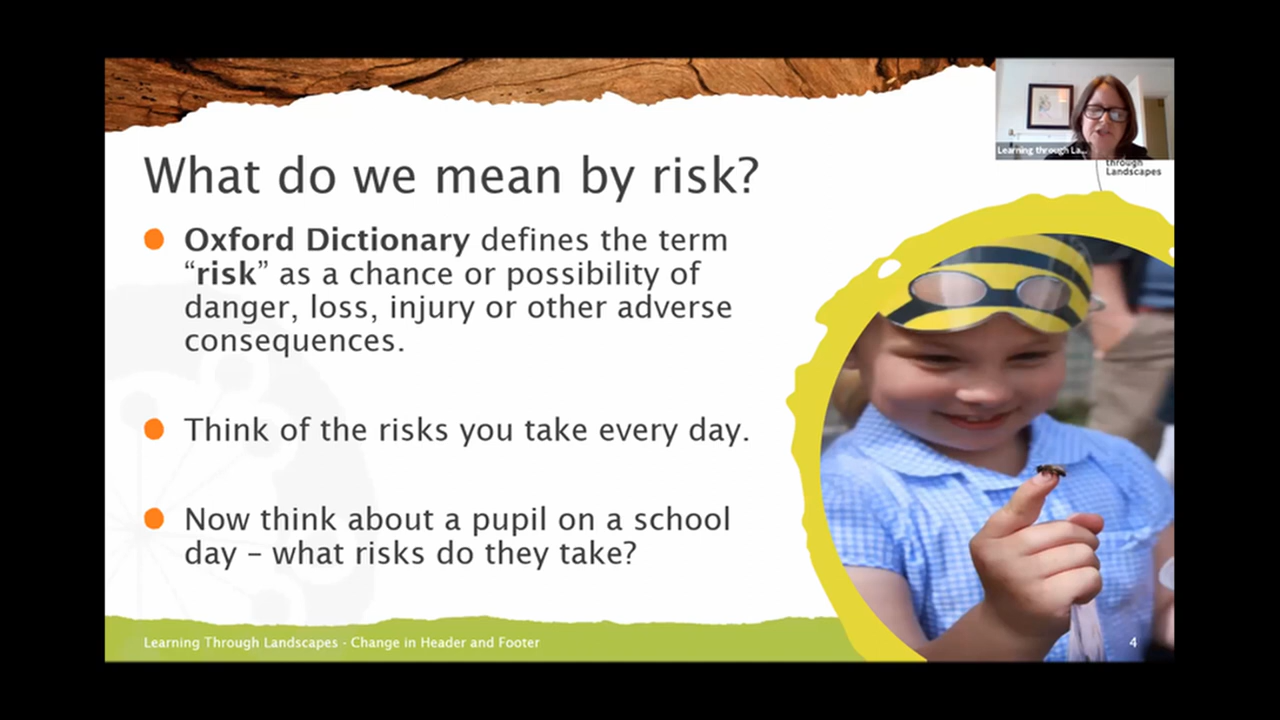 Learning through La...
through
Landscapes
What do we mean by risk?
Oxford Dictionary defines the term
“risk” as a chance or possibility of
danger, loss, injury or other adverse
consequences.
Think of the risks you take every day.
Now think about a pupil on a school
day – what risks do they take?
Learning Through Landscapes - Change in Header and Footer
4